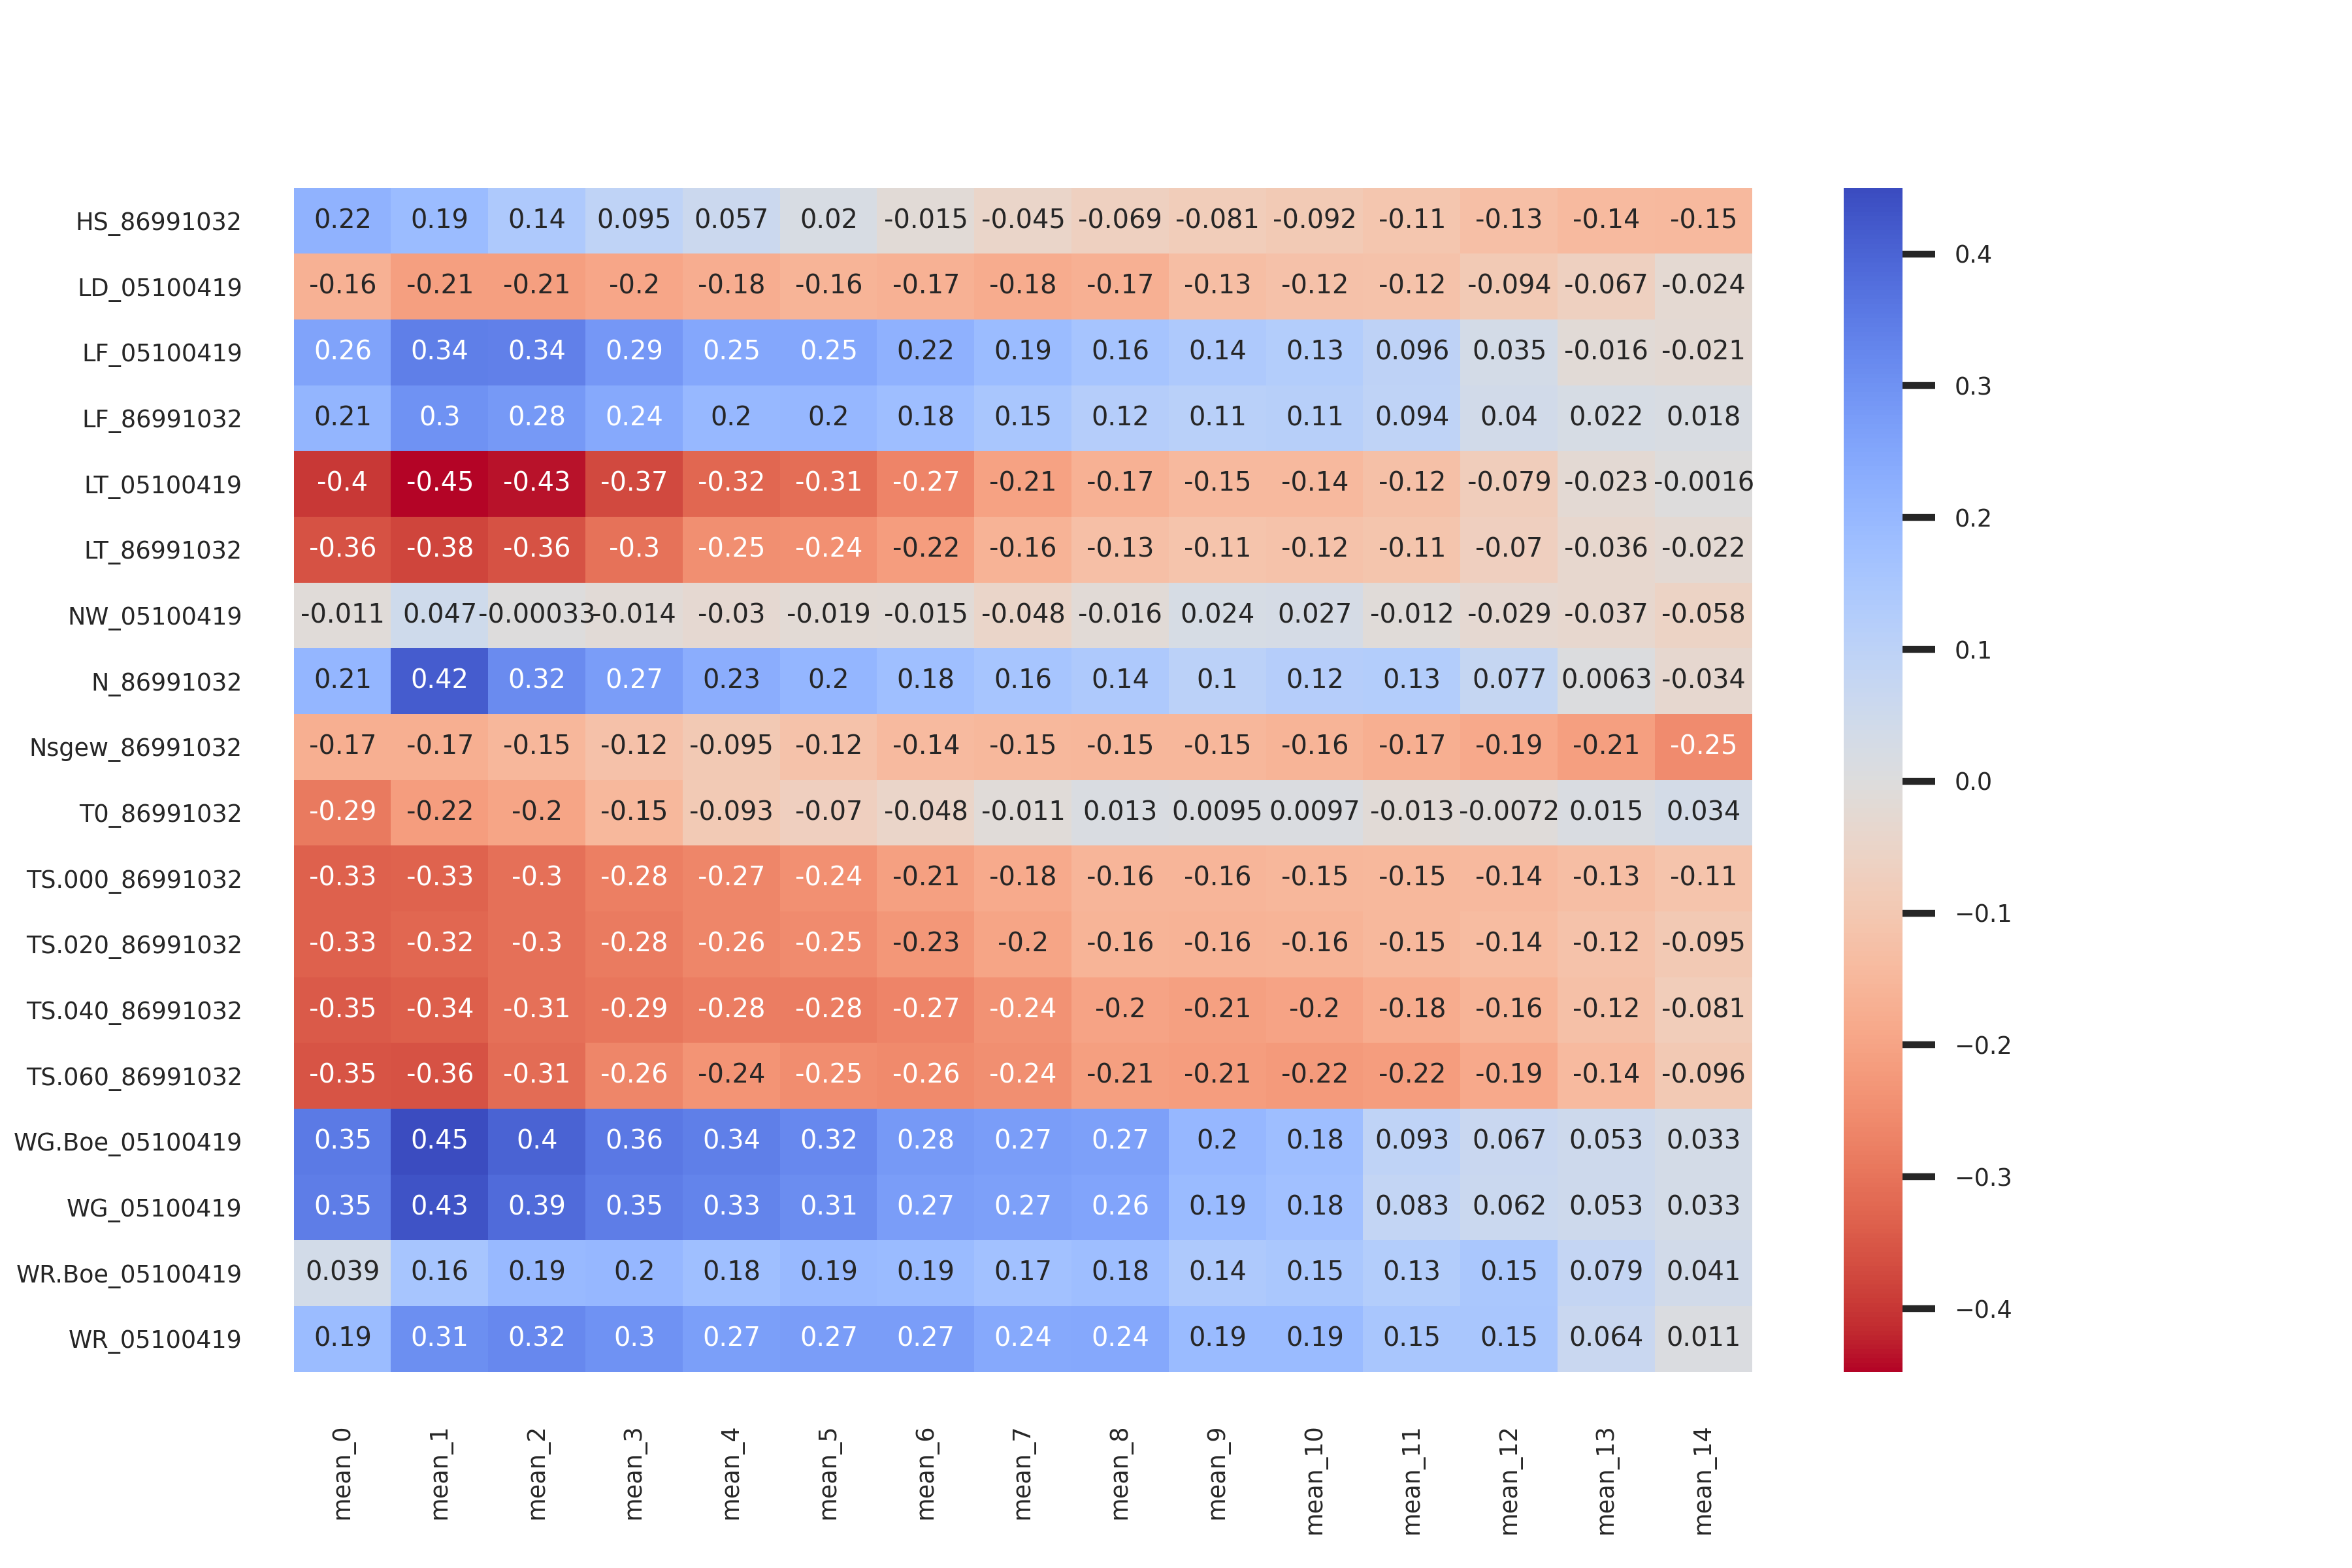 HS_86991032 0.22 0.19 0.14 0.095 0.057 0.02 -0.015 -0.045 -0.069 -0.081 -0.092 -0.11 -0.13 -0.14 -0.15
LD_05100419 -0.16 -0.21 -0.21 -0.2 -0.18 -0.16 -0.17 -0.18 -0.17 -0.13 -0.12 -0.12 -0.094 -0.067 -0.024
LF_05100419 0.26 0.34 0.34 0.29 0.25 0.25 0.22 0.19 0.16 0.14 0.13 0.096 0.035 -0.016 -0.021
LF_86991032 0.21 0.3 0.28 0.24 0.2 0.2 0.18 0.15 0.12 0.11 0.11 0.094 0.04 0.022 0.018
LT_05100419 -0.4 -0.45 -0.43 -0.37 -0.32 -0.31 -0.27 -0.21 -0.17 -0.15 -0.14 -0.12 -0.079 -0.023 -0.0016
LT_86991032 -0.36 -0.38 -0.36 -0.3 -0.25 -0.24 -0.22 -0.16 -0.13 -0.11 -0.12 -0.11 -0.07 -0.036 -0.022
NW_05100419 -0.011 0.047 -0.00033 -0.014 -0.03 -0.019 -0.015 -0.048 -0.016 0.024 0.027 -0.012 -0.029 -0.037 -0.058
N_86991032 0.21 0.42 0.32 0.27 0.23 0.2 0.18 0.16 0.14 0.1 0.12 0.13 0.077 0.0063 -0.034
Nsgew_86991032 -0.17 -0.17 -0.15 -0.12 -0.095 -0.12 -0.14 -0.15 -0.15 -0.15 -0.16 -0.17 -0.19 -0.21 -0.25
T0_86991032 -0.29 -0.22 -0.2 -0.15 -0.093 -0.07 -0.048 -0.011 0.013 0.0095 0.0097 -0.013 -0.0072 0.015 0.034
TS.000_86991032 -0.33 -0.33 -0.3 -0.28 -0.27 -0.24 -0.21 -0.18 -0.16 -0.16 -0.15 -0.15 -0.14 -0.13 -0.11
TS.020_86991032 -0.33 -0.32 -0.3 -0.28 -0.26 -0.25 -0.23 -0.2 -0.16 -0.16 -0.16 -0.15 -0.14 -0.12 -0.095
TS.040_86991032 -0.35 -0.34 -0.31 -0.29 -0.28 -0.28 -0.27 -0.24 -0.2 -0.21 -0.2 -0.18 -0.16 -0.12 -0.081
TS.060_86991032 -0.35 -0.36 -0.31 -0.26 -0.24 -0.25 -0.26 -0.24 -0.21 -0.21 -0.22 -0.22 -0.19 -0.14 -0.096
WG.Boe_05100419 0.35 0.45 0.4 0.36 0.34 0.32 0.28 0.27 0.27 0.2 0.18 0.093 0.067 0.053 0.033
WG_05100419 0.35 0.43 0.39 0.35 0.33 0.31 0.27 0.27 0.26 0.19 0.18 0.083 0.062 0.053 0.033
WR.Boe_05100419 0.039 0.16 0.19 0.2 0.18 0.19 0.19 0.17 0.18 0.14 0.15 0.13 0.15 0.079 0.041
WR_05100419 0.19 0.31 0.32 0.3 0.27 0.27 0.27 0.24 0.24 0.19 0.19 0.15 0.15 0.064 0.011
mean_0 mean_1 mean_2 mean_3 mean_4 mean_5 mean_6 mean_7 mean_8 mean_9 mean_10 mean_11 mean_12 mean_13 mean_14
0.4
0.3
0.2
0.1
0.0
−0.1
−0.2
−0.3
−0.4